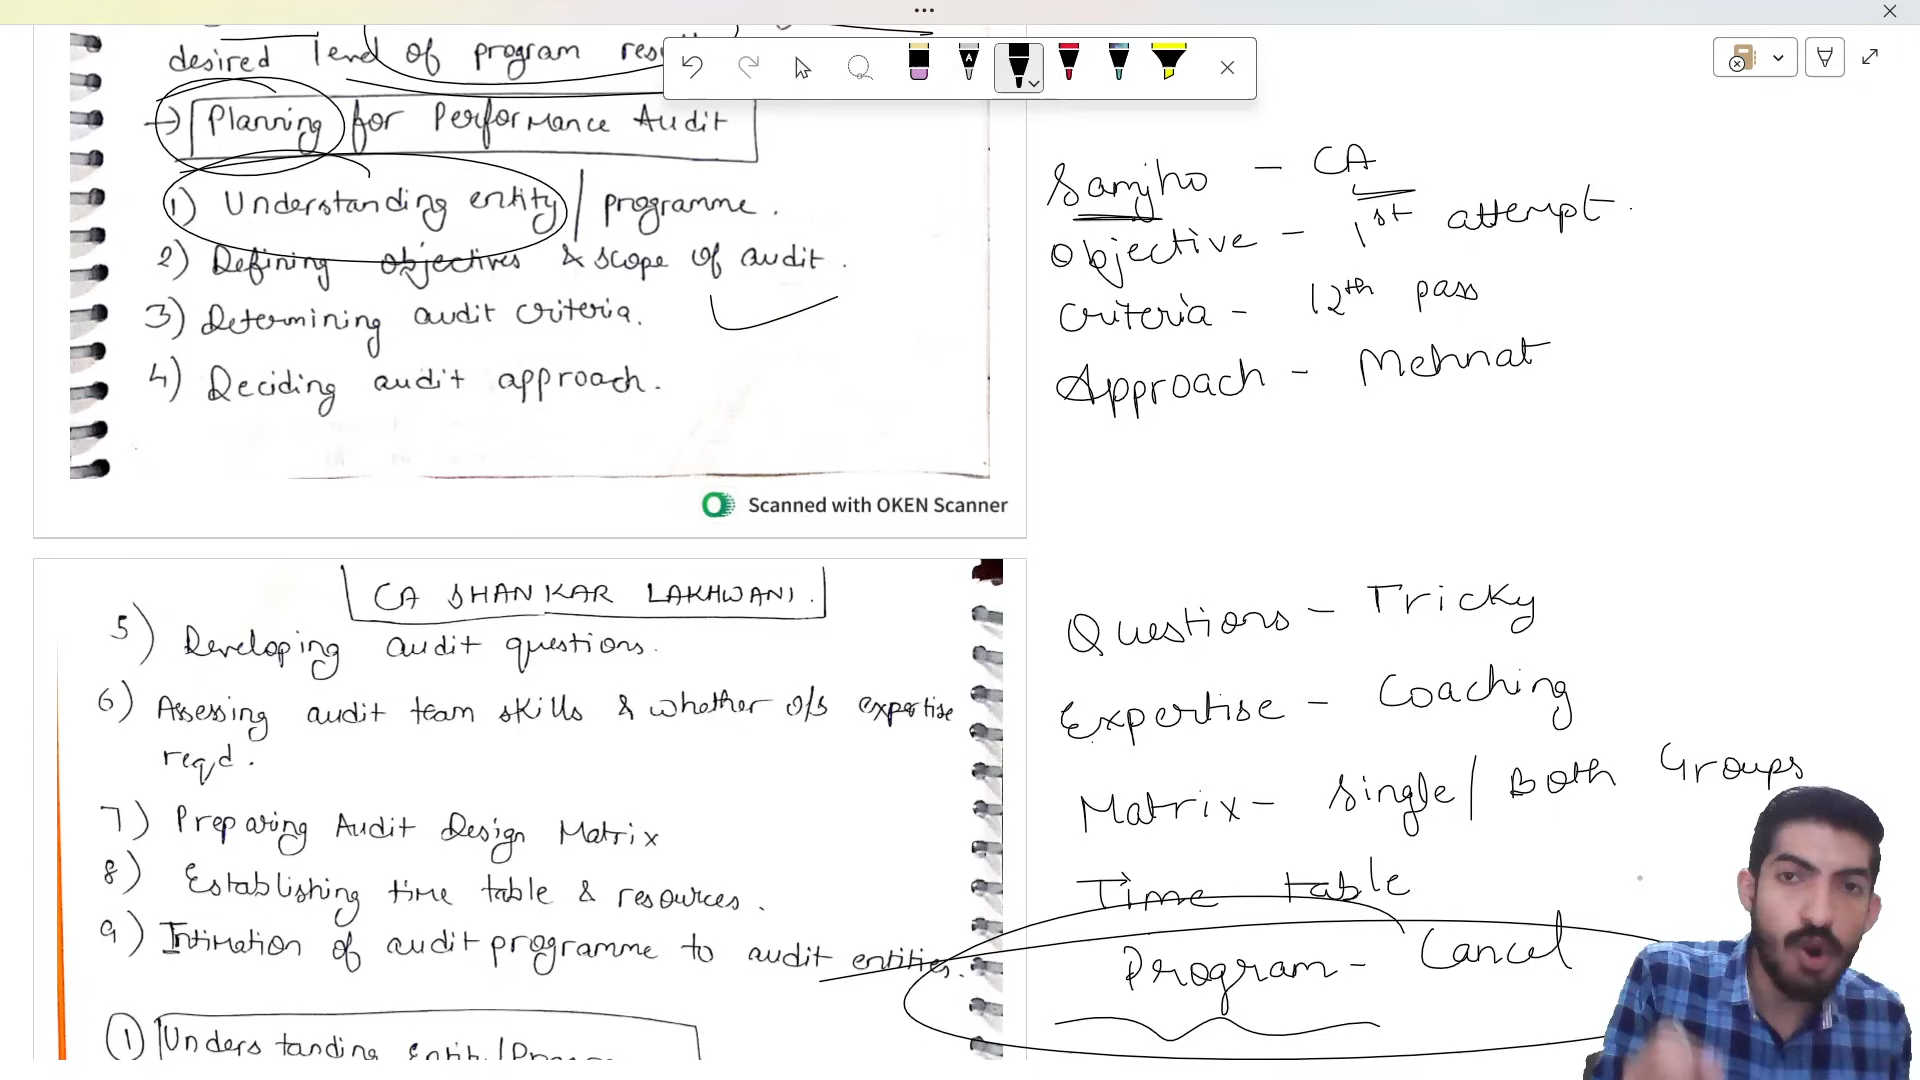 desired level of program
→ Planning for Performance Audit
1) Understanding entity / programme.
2) Defining objectives & scope of audit.
3) Determining audit criteria.
4) Deciding audit approach.
Scanned with OKEN Scanner
CA SHANKAR LAKHWANI.
5) Developing audit questions.
6) Assessing audit team skills & whether o/s expertise
reqd.
7) Preparing Audit Design Matrix
8) Establishing time table & resources.
9) Intimation of audit programme to audit entities.
1) Understanding Entity/
Samjho - CA
Objective - 1st attempt.
Criteria - 12th pass
Approach - Mehnat
Questions - Tricky
Expertise - Coaching
Matrix - Single/ Both Groups
Time table
Program - Cancel